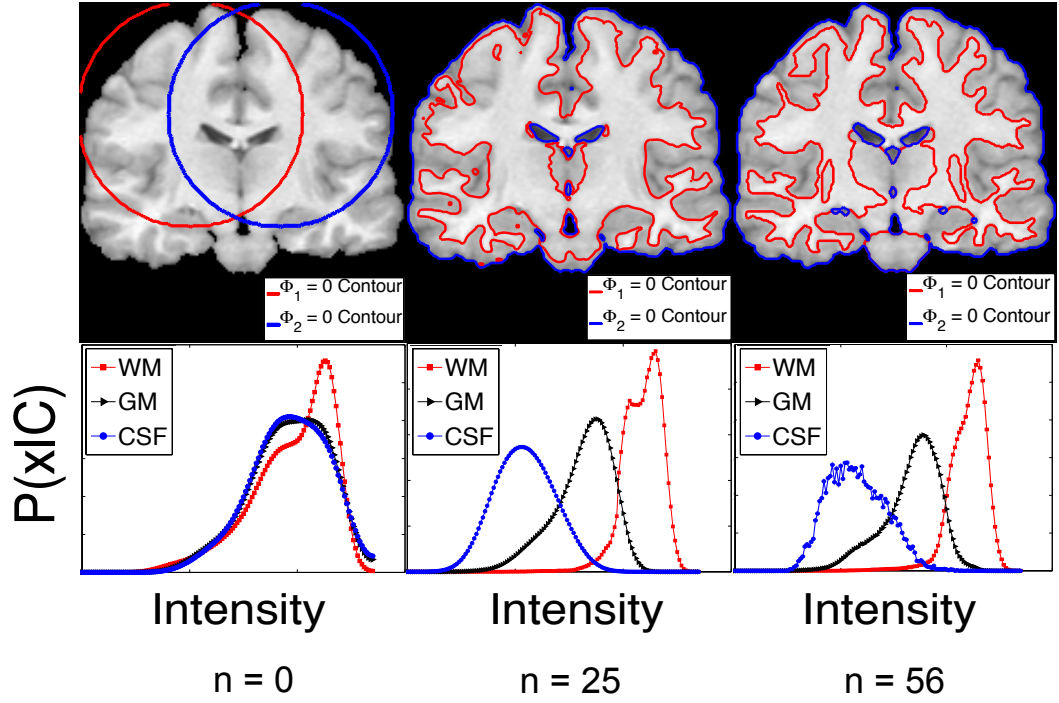 Φ1 = 0 Contour
Φ2 = 0 Contour
Φ1 = 0 Contour
Φ2 = 0 Contour
Φ1 = 0 Contour
Φ2 = 0 Contour
P(xIC)
WM
GM
CSF
WM
GM
CSF
WM
GM
CSF
Intensity
Intensity
Intensity
n = 0
n = 25
n = 56